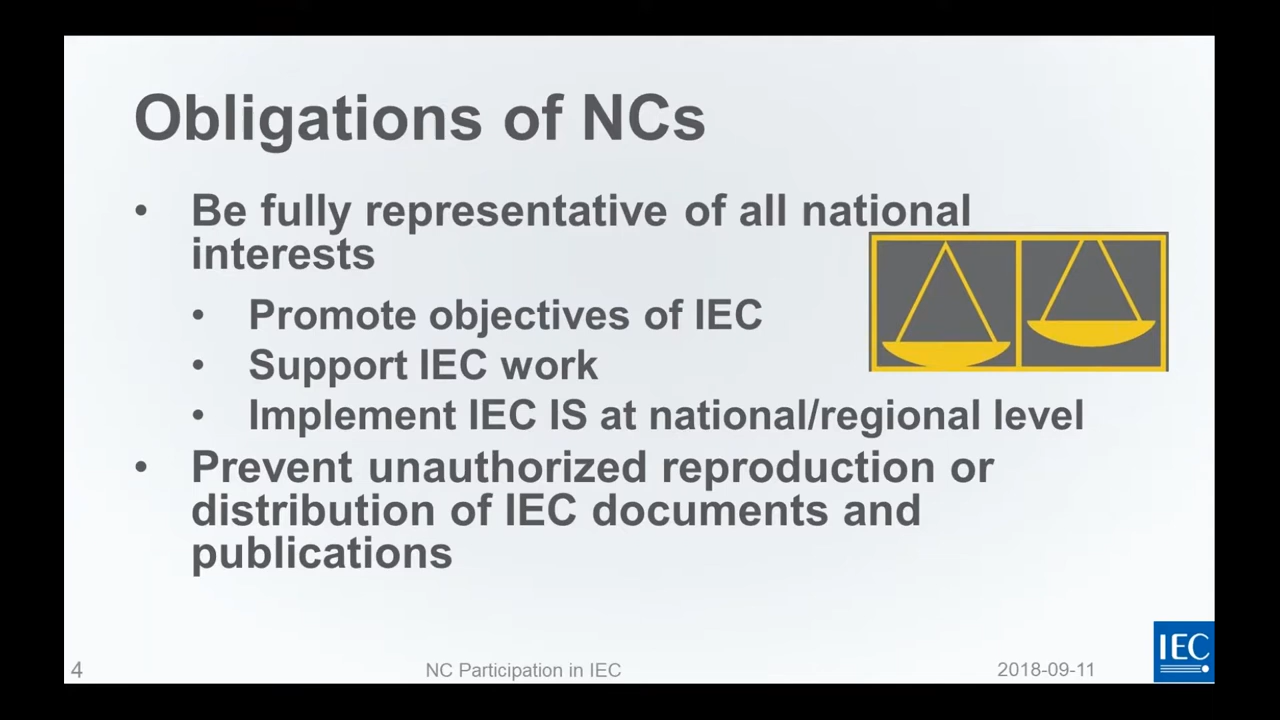 Obligations of NCs
• Be fully representative of all national
interests
• Promote objectives of IEC
• Support IEC work
• Implement IEC IS at national/regional level
• Prevent unauthorized reproduction or
distribution of IEC documents and
publications
4
NC Participation in IEC
2018-09-11
IEC